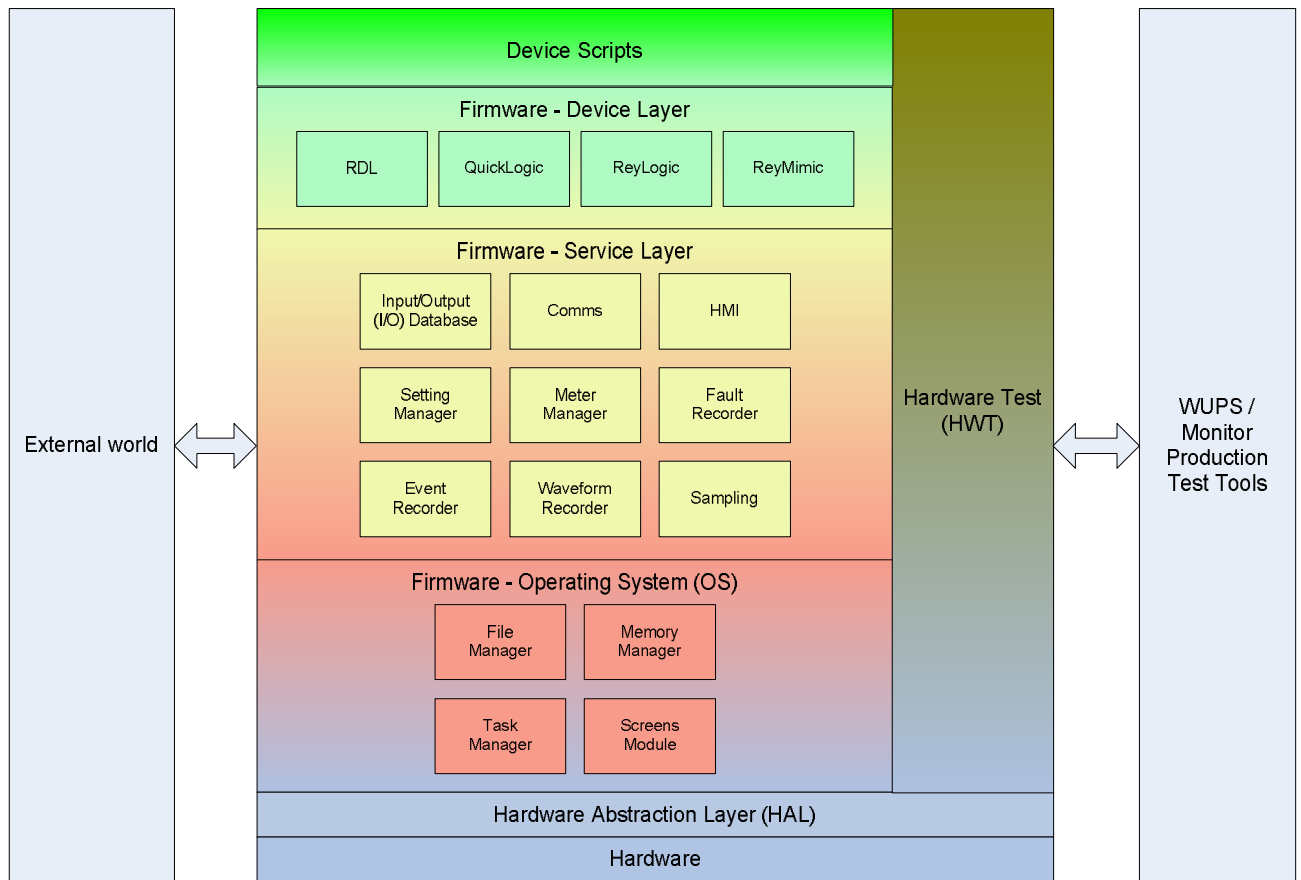 Device Scripts
Firmware - Device Layer
RDL
QuickLogic
ReyLogic
ReyMimic
Firmware - Service Layer
Input/Output
(I/O) Database
Comms
HMI
Setting
Manager
Meter
Manager
Fault
Recorder
Event
Recorder
Waveform
Recorder
Sampling
Firmware - Operating System (OS)
File
Manager
Memory
Manager
Task
Manager
Screens
Module
Hardware Abstraction Layer (HAL)
Hardware
External world
Hardware Test
(HWT)
WUPS /
Monitor
Production
Test Tools